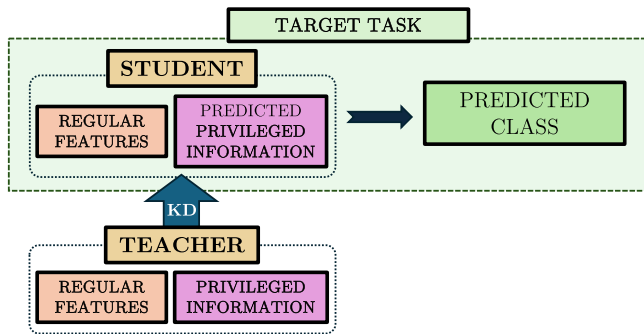 TARGET TASK
STUDENT
REGULAR
FEATURES
PREDICTED
PRIVILEGED
INFORMATION
PREDICTED
CLASS
KD
TEACHER
REGULAR
FEATURES
PRIVILEGED
INFORMATION